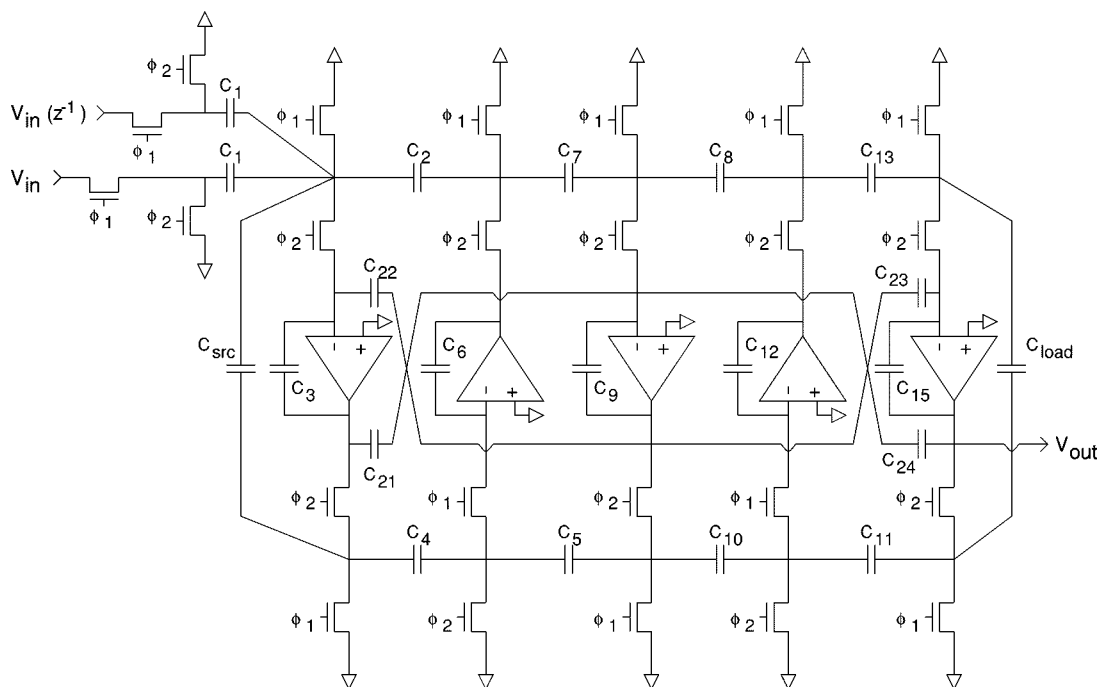 ϕ2
C1
Vin (z-1)
ϕ1
C1
Vin
ϕ1
ϕ2
ϕ1
ϕ1
ϕ1
ϕ1
ϕ1
C2
C7
C8
C13
ϕ2
ϕ2
ϕ2
ϕ2
ϕ2
C22
C23
Csrc
C3
- +
C6
- +
C9
- +
C12
- +
C15
- +
Cload
C21
C24
Vout
ϕ2
ϕ1
ϕ2
ϕ1
ϕ2
C4
C5
C10
C11
ϕ1
ϕ2
ϕ1
ϕ2
ϕ1